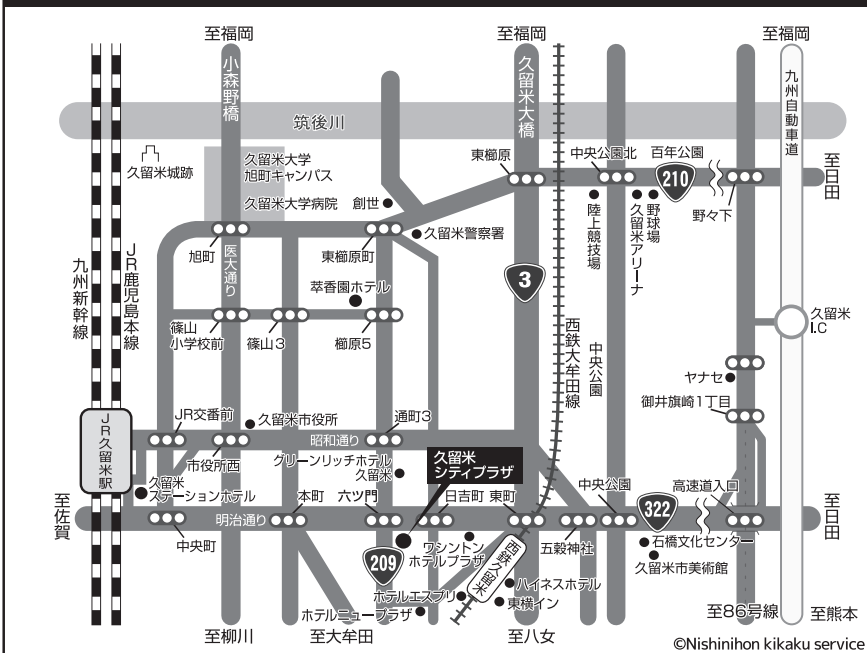 至福岡
至福岡
至福岡
小森野橋
久留米大橋
九州自動車道
筑後川
久留米城跡
久留米大学
旭町キャンパス
久留米大学病院
創世
東櫛原
中央公園北
百年公園
210
至日田
野々下
陸上競技場
久留米アリーナ
野球場
旭町
東櫛原町
久留米警察署
医大通り
九州新幹線
JR鹿児島本線
萃香園ホテル
3
西鉄大牟田線
中央公園
篠山
小学校前
篠山3
櫛原5
久留米
I.C
ヤナセ
御井旗崎1丁目
JR久留米駅
JR交番前
久留米市役所
通町3
市役所西
昭和通り
グリーンリッチホテル
久留米
久留米
シティプラザ
久留米
ステーションホテル
至佐賀
明治通り
本町
六ツ門
日吉町
東町
中央公園
322
高速道入口
至日田
中央町
209
ワシントン
ホテルプラザ
西鉄久留米
五穀神社
石橋文化センター
久留米市美術館
ハイネスホテル
ホテルエスプリ
東横イン
ホテルニュープラザ
至86号線
至熊本
至柳川
至大牟田
至八女
©Nishinihon kikaku service